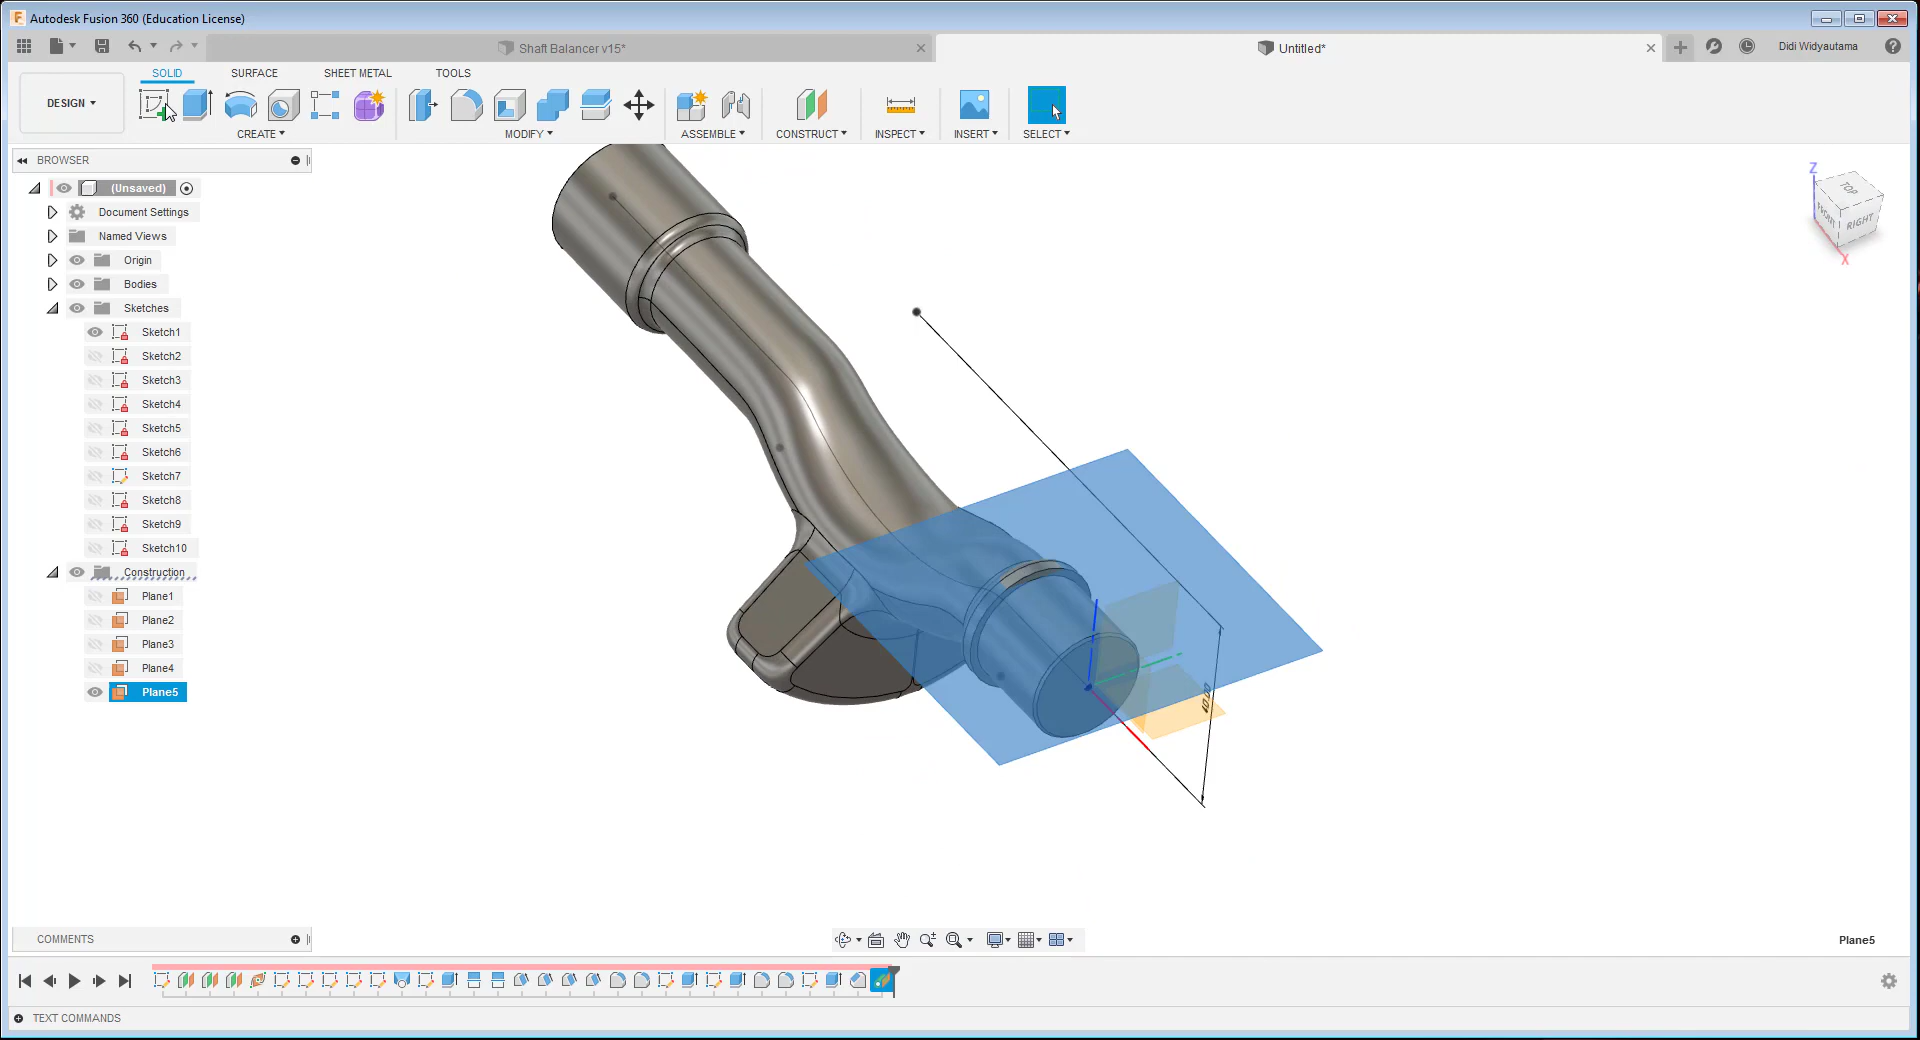 Autodesk Fusion 360 (Education License)
Shaft Balancer v15*
Untitled*
Didi Widyautama
DESIGN
SOLID
SURFACE
SHEET METAL
TOOLS
CREATE
MODIFY
ASSEMBLE
CONSTRUCT
INSPECT
INSERT
SELECT
BROWSER
(Unsaved)
Document Settings
Named Views
Origin
Bodies
Sketches
Sketch1
Sketch2
Sketch3
Sketch4
Sketch5
Sketch6
Sketch7
Sketch8
Sketch9
Sketch10
Construction
Plane1
Plane2
Plane3
Plane4
Plane5
Z
TOP
FRONT
RIGHT
X
COMMENTS
Plane5
TEXT COMMANDS